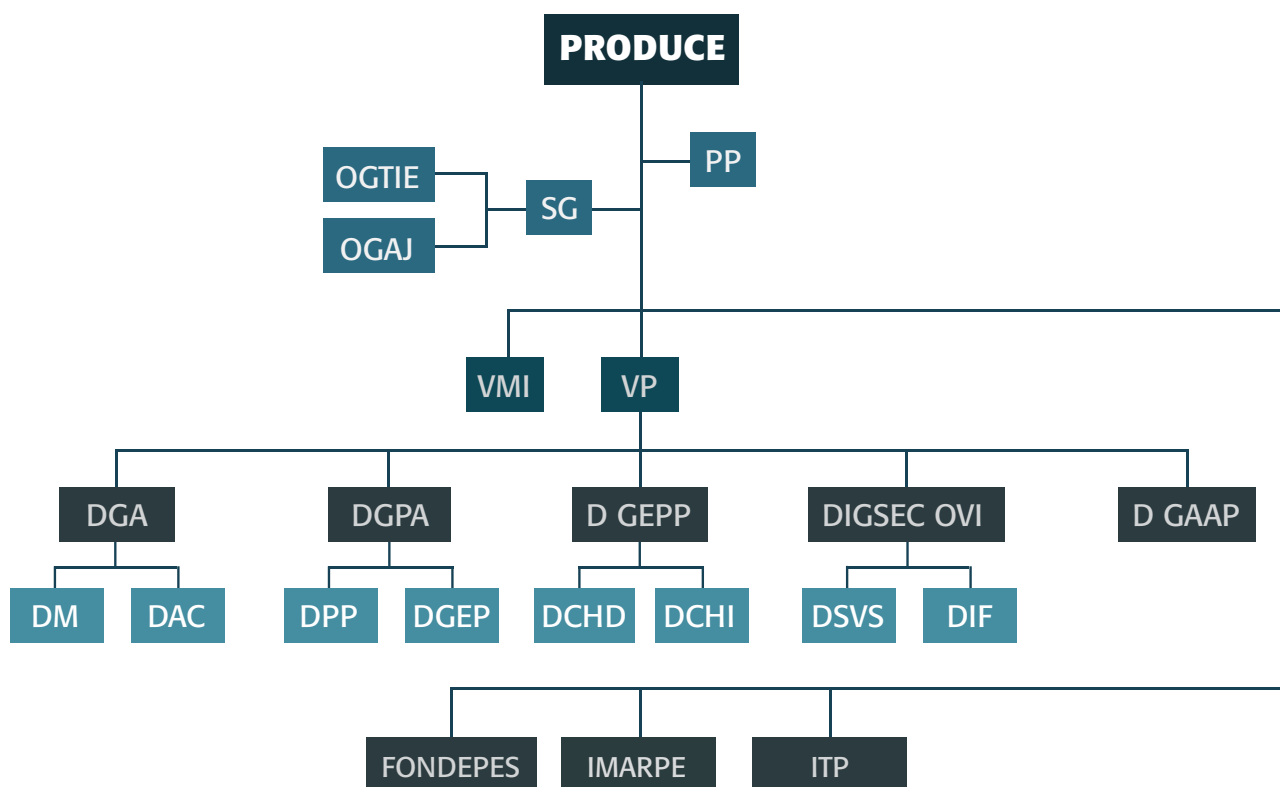 PRODUCE
PP
OGTIE
SG
OGAJ
VMI
VP
DGA
DGPA
D GEPP
DIGSEC OVI
D GAAP
DM
DAC
DPP
DGEP
DCHD
DCHI
DSVS
DIF
FONDEPES
IMARPE
ITP